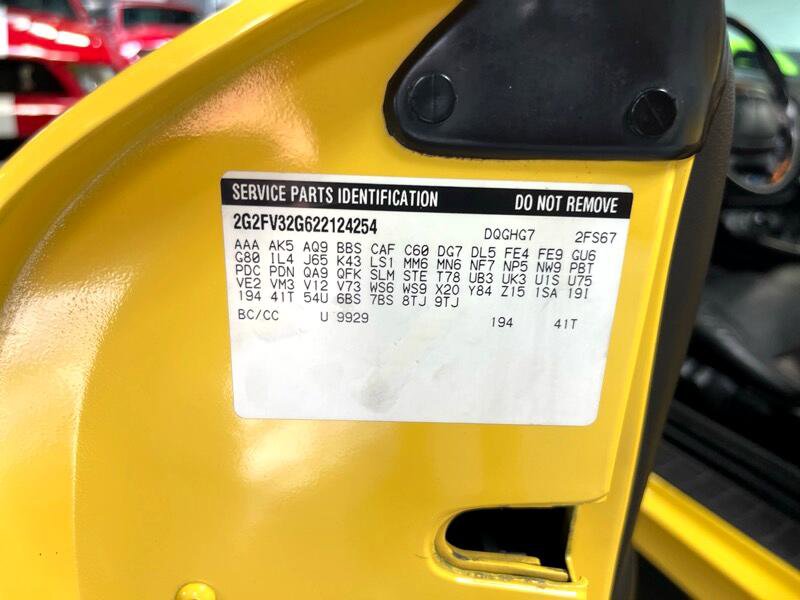 SERVICE PARTS IDENTIFICATION DO NOT REMOVE
2G2FV32G622124254 DQGHG7 2FS67
AAA AK5 AQ9 BBS CAF C60 DG7 DL5 FE4 FE9 GU6
G80 IL4 J65 K43 LS1 MM6 MN6 NF7 NP5 NW9 PBT
PDC PDN QA9 QFK SLM STE T78 UB3 UK3 U1S U75
VE2 VM3 V12 V73 WS6 WS9 X20 Y84 Z15 1SA 19I
194 41T 54U 6BS 7BS 8TJ 9TJ
BC/CC U 9929 194 41T